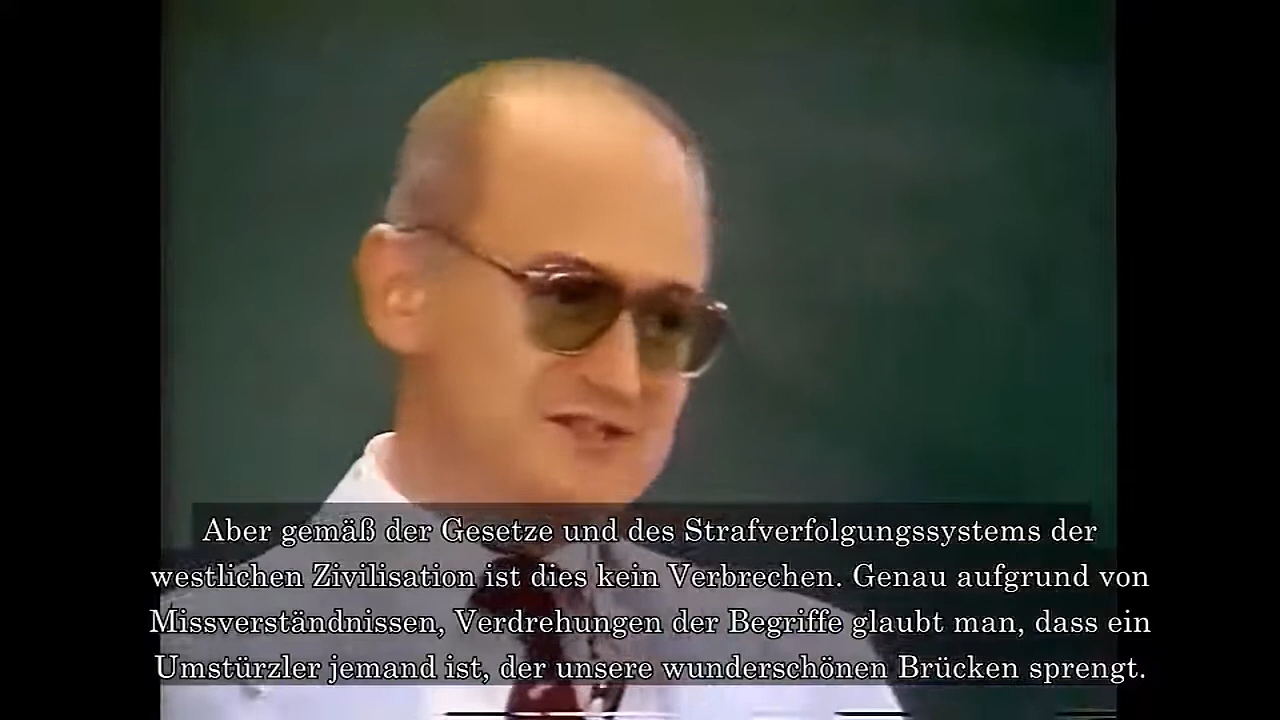 Aber gemäß der Gesetze und des Strafverfolgungssystems der
westlichen Zivilisation ist dies kein Verbrechen. Genau aufgrund von
Missverständnissen, Verdrehungen der Begriffe glaubt man, dass ein
Umstürzler jemand ist, der unsere wunderschönen Brücken sprengt.